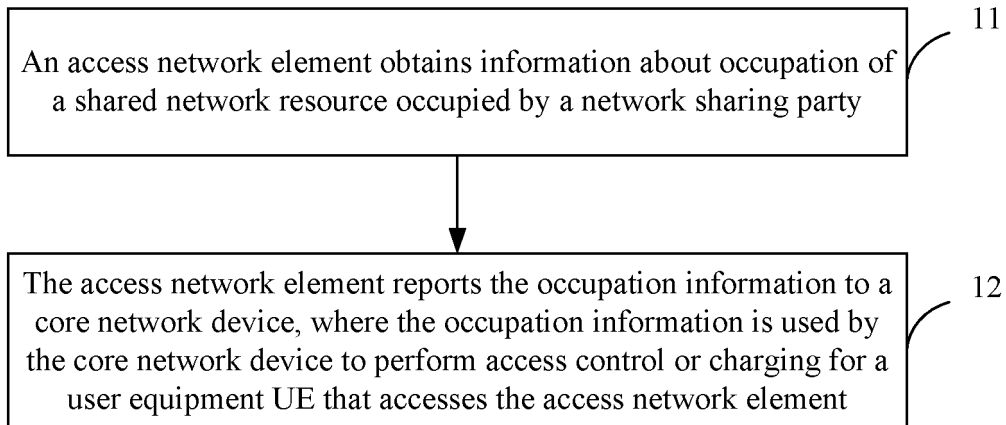 11
An access network element obtains information about occupation of
a shared network resource occupied by a network sharing party
12
The access network element reports the occupation information to a
core network device, where the occupation information is used by
the core network device to perform access control or charging for a
user equipment UE that accesses the access network element